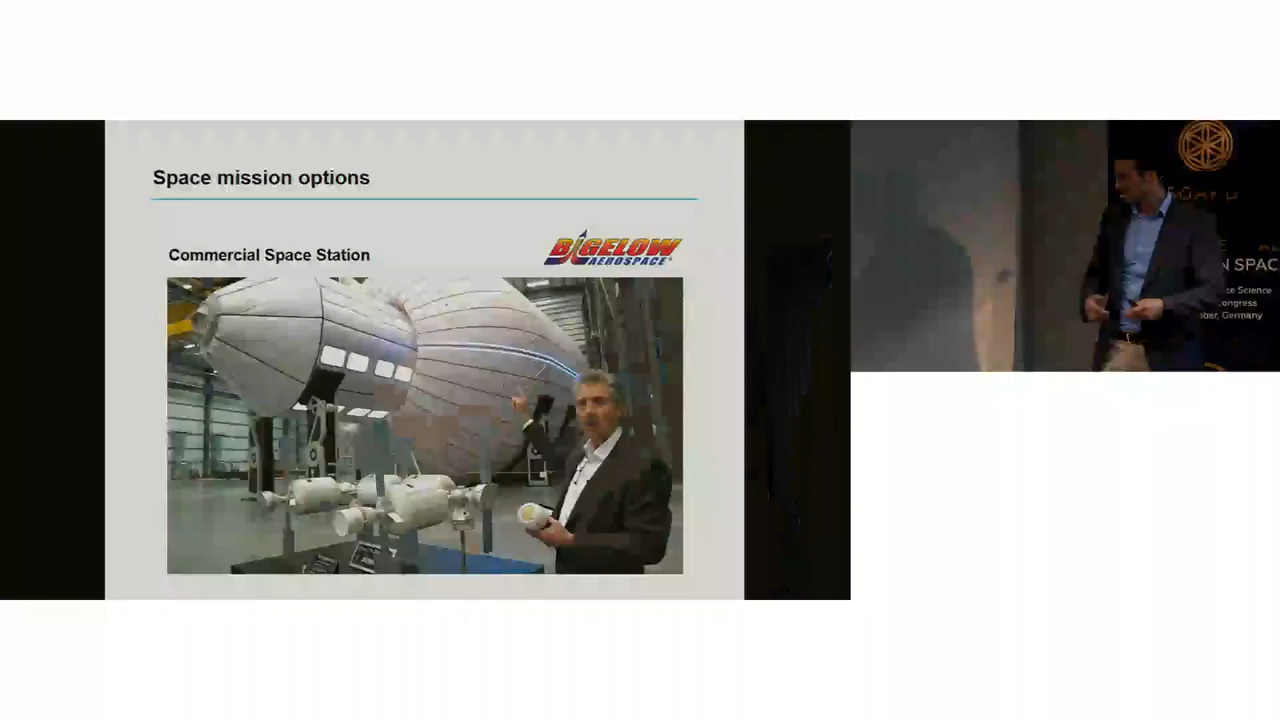 Space mission options
Commercial Space Station
BIGELOW
AEROSPACE
N SPAC
ce Science
ongress
ber, Germany